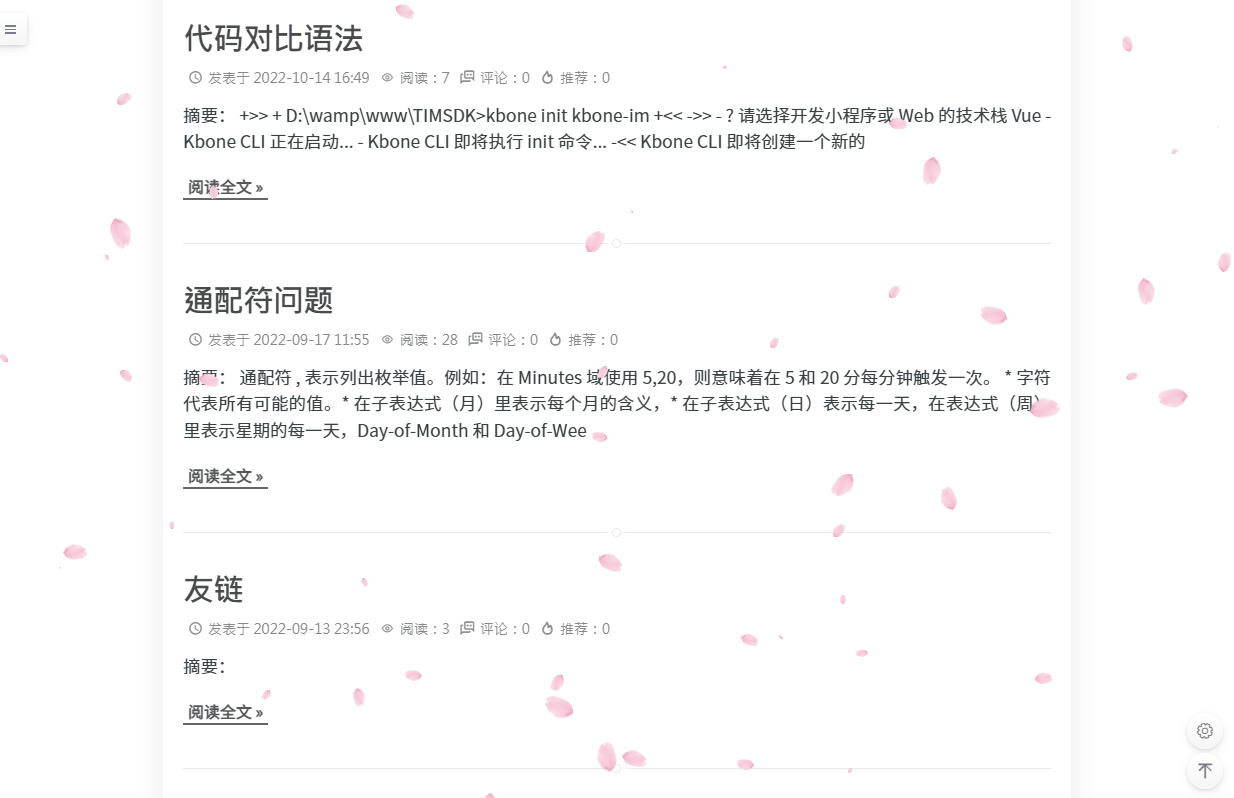 代码对比语法
发表于 2022-10-14 16:49 阅读：7 评论：0 推荐：0
摘要： +>> + D:\wamp\www\TIMSDK>kbone init kbone-im +<< ->> - ? 请选择开发小程序或 Web 的技术栈 Vue -
Kbone CLI 正在启动... - Kbone CLI 即将执行 init 命令... -<< Kbone CLI 即将创建一个新的
阅读全文 »
通配符问题
发表于 2022-09-17 11:55 阅读：28 评论：0 推荐：0
摘要： 通配符 , 表示列出枚举值。例如：在 Minutes 域使用 5,20，则意味着在 5 和 20 分每分钟触发一次。 * 字符
代表所有可能的值。* 在子表达式（月）里表示每个月的含义，* 在子表达式（日）表示每一天，在表达式（周）
里表示星期的每一天，Day-of-Month 和 Day-of-Wee
阅读全文 »
友链
发表于 2022-09-13 23:56 阅读：3 评论：0 推荐：0
摘要：
阅读全文 »